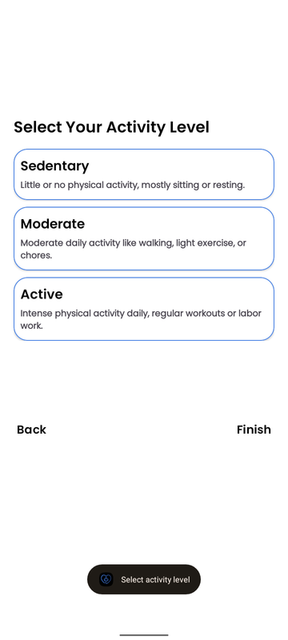 Select Your Activity Level
Sedentary
Little or no physical activity, mostly sitting or resting.
Moderate
Moderate daily activity like walking, light exercise, or
chores.
Active
Intense physical activity daily, regular workouts or labor
work.
Back
Finish
Select activity level